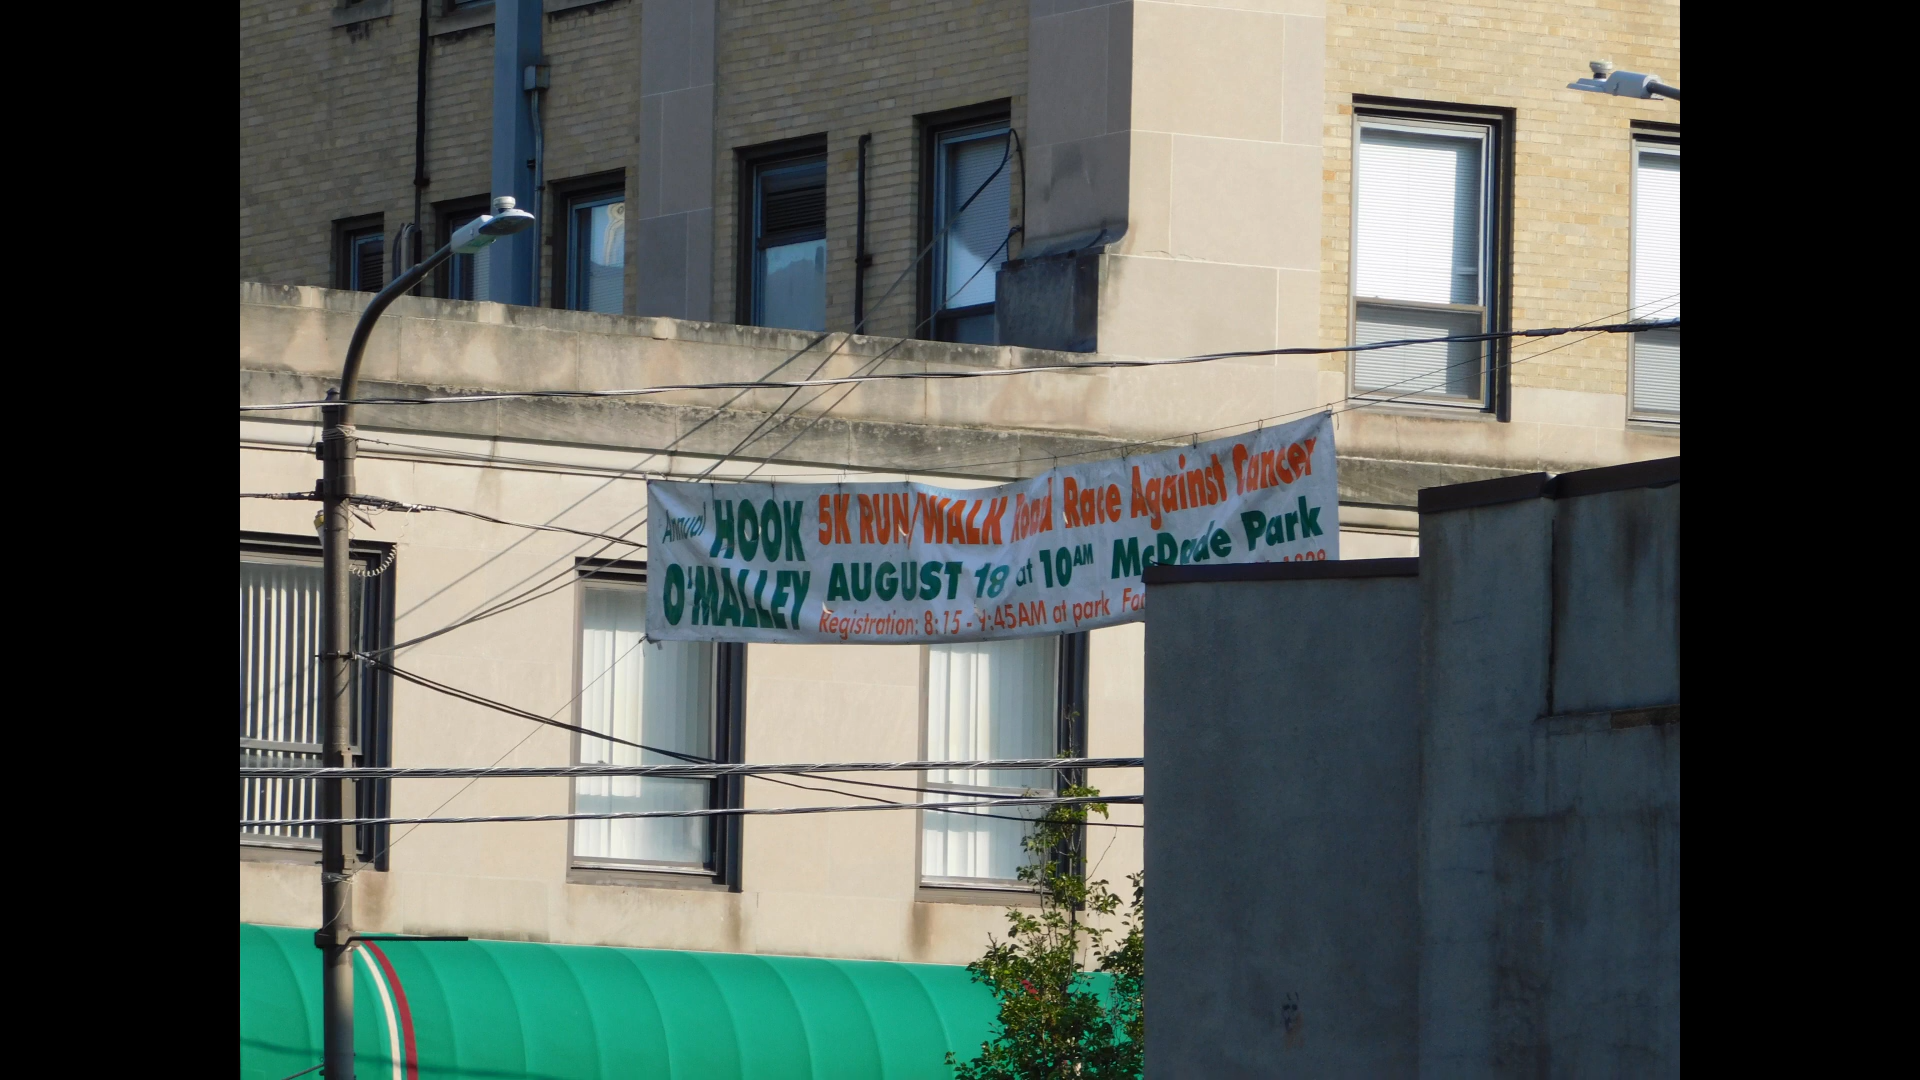 Annual HOOK O'MALLEY
5K RUN/WALK Road Race Against Cancer
AUGUST 18 at 10AM McDade Park
Registration: 8:15 - 9:45AM at park